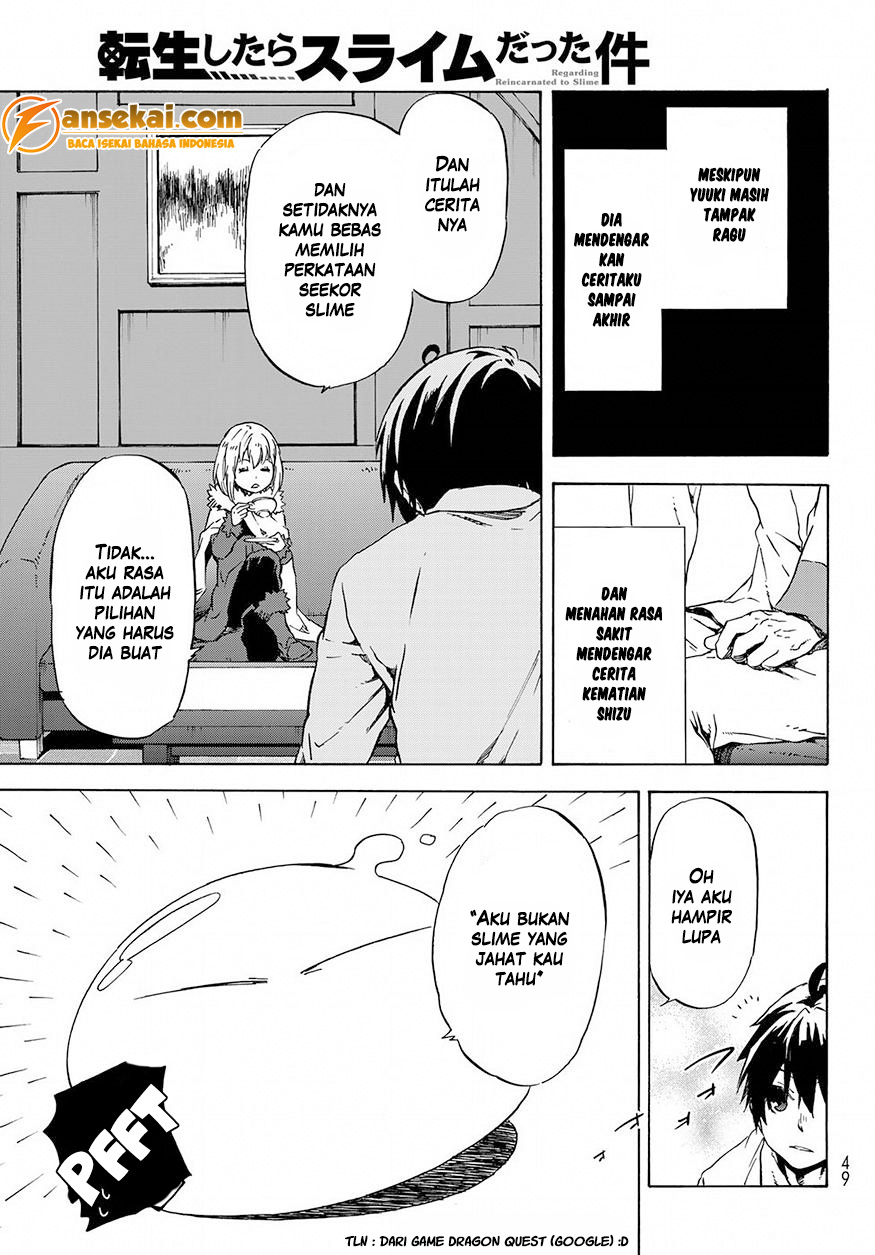 転生したらスライムだった件
Regarding
Reincarnated to Slime
ansekai.com
BACA ISEKAI BAHASA INDONESIA
MESKIPUN
YUUKI MASIH
TAMPAK
RAGU
DIA
MENDENGAR
KAN
CERITAKU
SAMPAI
AKHIR
DAN
MENAHAN RASA
SAKIT
MENDENGAR
CERITA
KEMATIAN
SHIZU
DAN
ITULAH
CERITA
NYA
DAN
SETIDAKNYA
KAMU BEBAS
MEMILIH
PERKATAAN
SEEKOR
SLIME
TIDAK...
AKU RASA
ITU ADALAH
PILIHAN
YANG HARUS
DIA BUAT
OH
IYA AKU
HAMPIR
LUPA
"AKU BUKAN
SLIME YANG
JAHAT KAU
TAHU"
PFFT
TLN : DARI GAME DRAGON QUEST (GOOGLE) :D
49